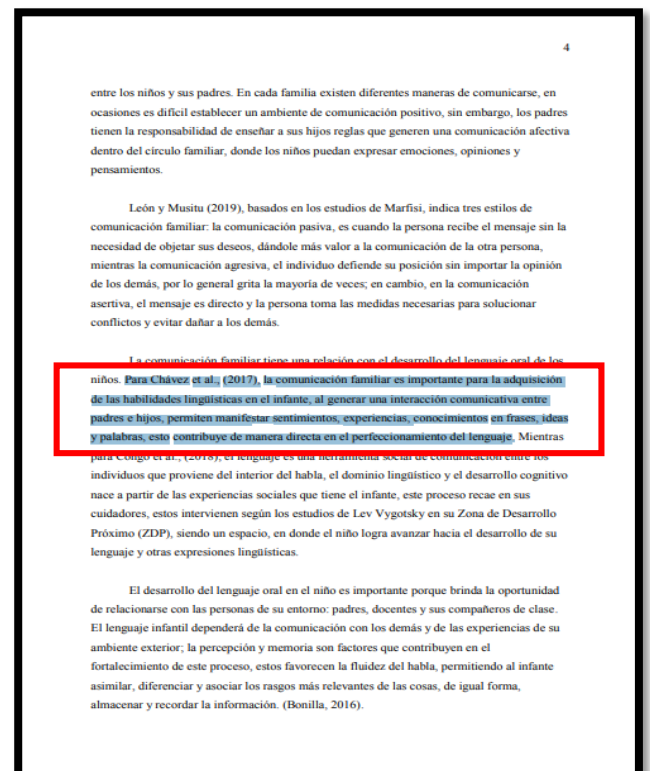 4
entre los niños y sus padres. En cada familia existen diferentes maneras de comunicarse, en
ocasiones es difícil establecer un ambiente de comunicación positivo, sin embargo, los padres
tienen la responsabilidad de enseñar a sus hijos reglas que generen una comunicación afectiva
dentro del círculo familiar, donde los niños puedan expresar emociones, opiniones y
pensamientos.
León y Musitu (2019), basados en los estudios de Marfisi, indica tres estilos de
comunicación familiar: la comunicación pasiva, es cuando la persona recibe el mensaje sin la
necesidad de objetar sus deseos, dándole más valor a la comunicación de la otra persona,
mientras la comunicación agresiva, el individuo defiende su posición sin importar la opinión
de los demás, por lo general grita la mayoría de veces; en cambio, en la comunicación
asertiva, el mensaje es directo y la persona toma las medidas necesarias para solucionar
conflictos y evitar dañar a los demás.
La comunicación familiar tiene una relación con el desarrollo del lenguaje oral de los
niños. Para Chávez et al., (2017), la comunicación familiar es importante para la adquisición
de las habilidades lingüísticas en el infante, al generar una interacción comunicativa entre
padres e hijos, permiten manifestar sentimientos, experiencias, conocimientos en frases, ideas
y palabras, esto contribuye de manera directa en el perfeccionamiento del lenguaje, Mientras
para Congo et al., (2018), el lenguaje es una herramienta social de comunicación entre los
individuos que proviene del interior del habla, el dominio lingüístico y el desarrollo cognitivo
nace a partir de las experiencias sociales que tiene el infante, este proceso recae en sus
cuidadores, estos intervienen según los estudios de Lev Vygotsky en su Zona de Desarrollo
Próximo (ZDP), siendo un espacio, en donde el niño logra avanzar hacia el desarrollo de su
lenguaje y otras expresiones lingüísticas.
El desarrollo del lenguaje oral en el niño es importante porque brinda la oportunidad
de relacionarse con las personas de su entorno: padres, docentes y sus compañeros de clase.
El lenguaje infantil dependerá de la comunicación con los demás y de las experiencias de su
ambiente exterior; la percepción y memoria son factores que contribuyen en el
fortalecimiento de este proceso, estos favorecen la fluidez del habla, permitiendo al infante
asimilar, diferenciar y asociar los rasgos más relevantes de las cosas, de igual forma,
almacenar y recordar la información. (Bonilla, 2016).